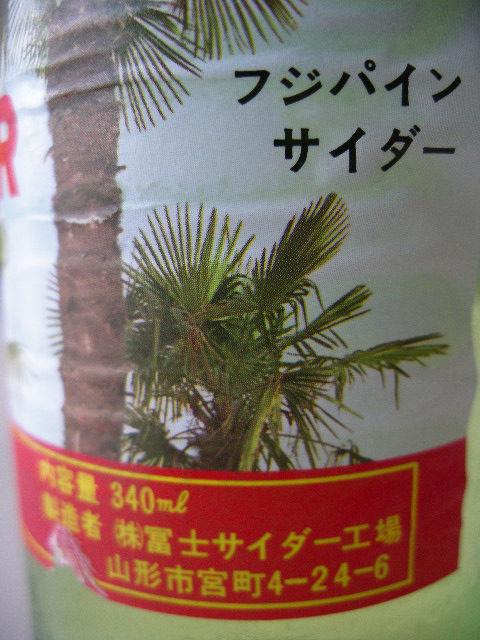 フジパイン
サイダー
R
内容量 340ml
製造者 ㈱冨士サイダー工場
山形市宮町4-24-6